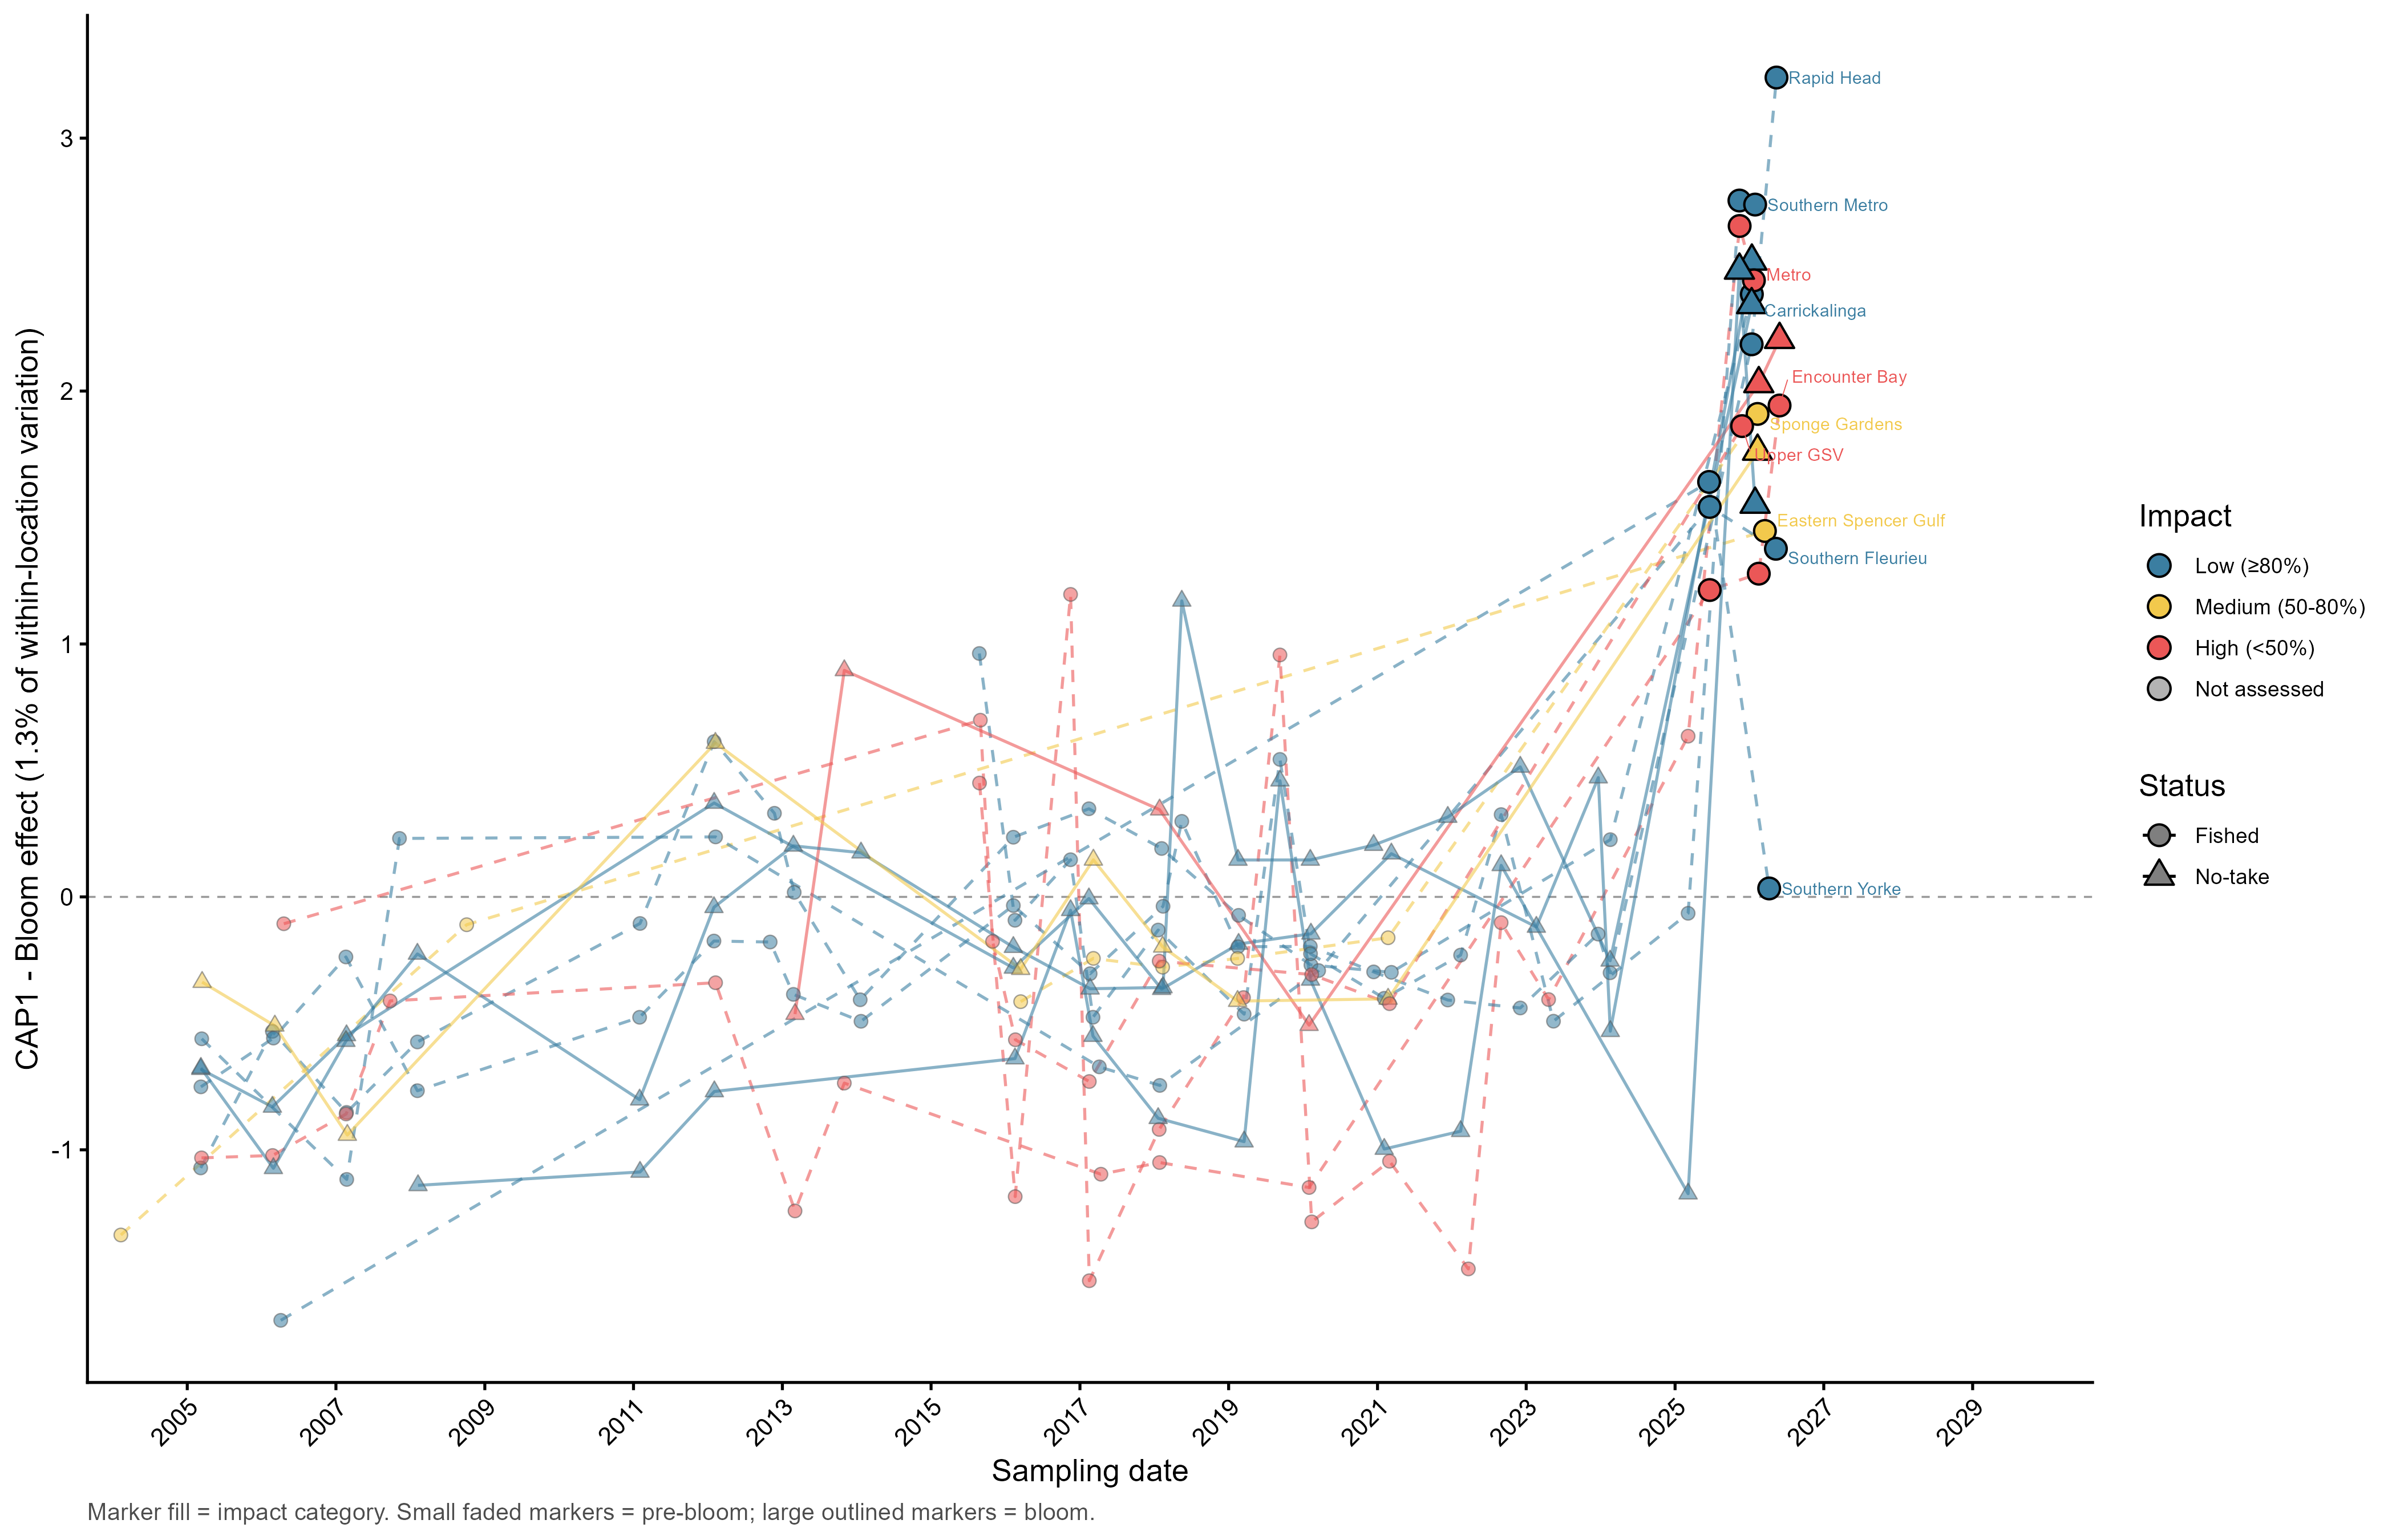 CAP1 - Bloom effect (1.3% of within-location variation)
3
2
1
0
-1
Rapid Head
Southern Metro
Metro
Carrickalinga
Encounter Bay
Sponge Gardens
Upper GSV
Eastern Spencer Gulf
Southern Fleurieu
Southern Yorke
Impact
Low (≥80%)
Medium (50-80%)
High (<50%)
Not assessed
Status
Fished
No-take
2005
2007
2009
2011
2013
2015
2017
2019
2021
2023
2025
2027
2029
Sampling date
Marker fill = impact category. Small faded markers = pre-bloom; large outlined markers = bloom.